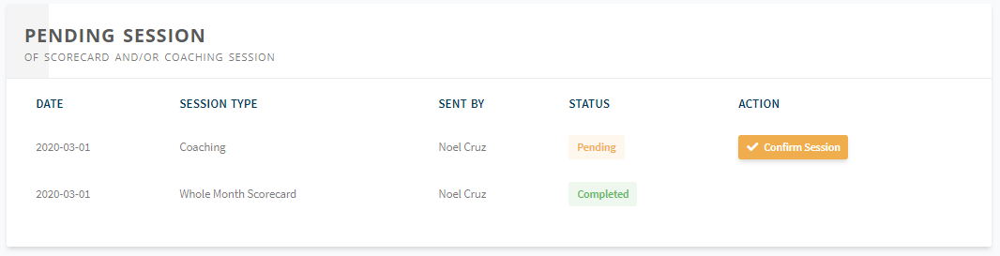 PENDING SESSION
OF SCORECARD AND/OR COACHING SESSION
DATE SESSION TYPE SENT BY STATUS ACTION
2020-03-01 Coaching Noel Cruz Pending Confirm Session
2020-03-01 Whole Month Scorecard Noel Cruz Completed